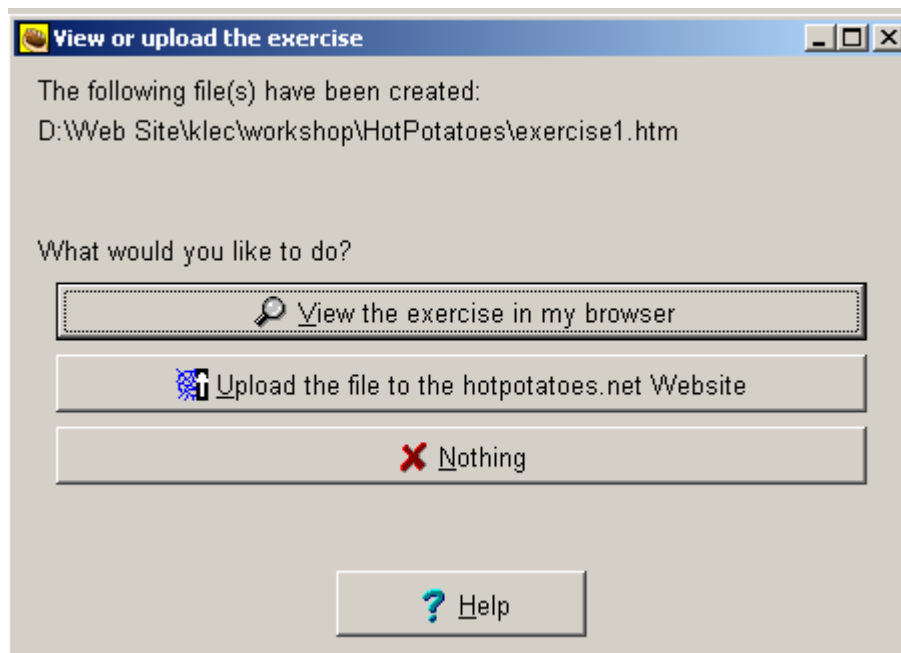 View or upload the exercise
The following file(s) have been created:
D:\Web Site\klec\workshop\HotPotatoes\exercise1.htm
What would you like to do?
View the exercise in my browser
Upload the file to the hotpotatoes.net Website
Nothing
? Help